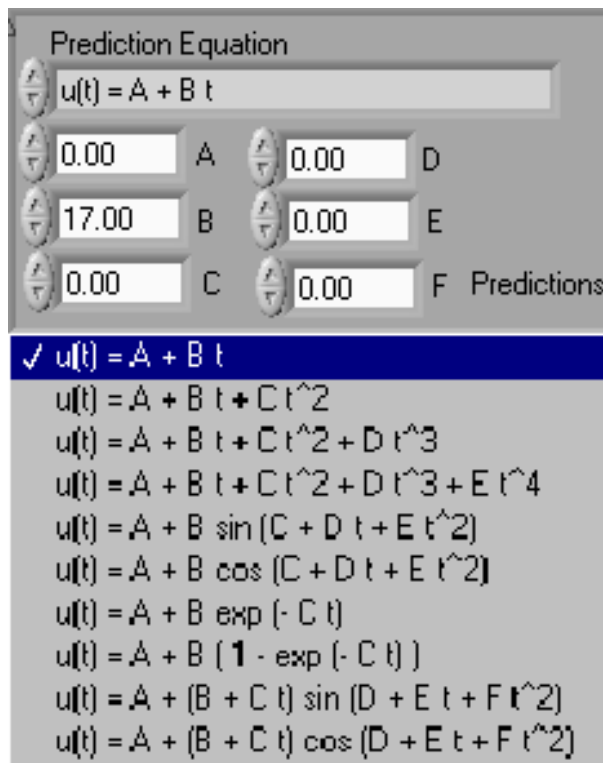 Prediction Equation
u(t) = A + B t
0.00 A 0.00 D
17.00 B 0.00 E
0.00 C 0.00 F Predictions
✓ u(t) = A + B t
u(t) = A + B t + C t^2
u(t) = A + B t + C t^2 + D t^3
u(t) = A + B t + C t^2 + D t^3 + E t^4
u(t) = A + B sin (C + D t + E t^2)
u(t) = A + B cos (C + D t + E t^2)
u(t) = A + B exp (- C t)
u(t) = A + B ( 1 - exp (- C t) )
u(t) = A + (B + C t) sin (D + E t + F t^2)
u(t) = A + (B + C t) cos (D + E t + F t^2)